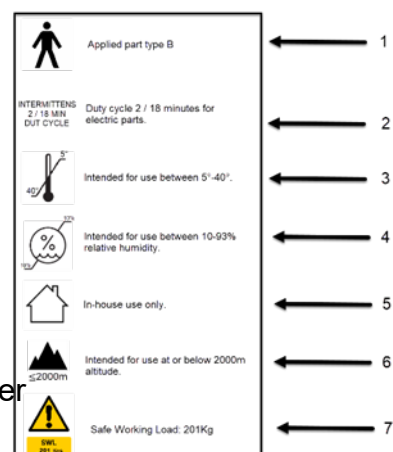 Applied part type B
1
INTERMITTENS
2 / 18 MIN
DUT CYCLE
Duty cycle 2 / 18 minutes for
electric parts.
2
5°
40°
Intended for use between 5°-40°.
3
%
Intended for use between 10-93%
relative humidity.
4
In-house use only.
5
≤2000m
Intended for use at or below 2000m
altitude.
6
er
Safe Working Load: 201Kg
7
SWL